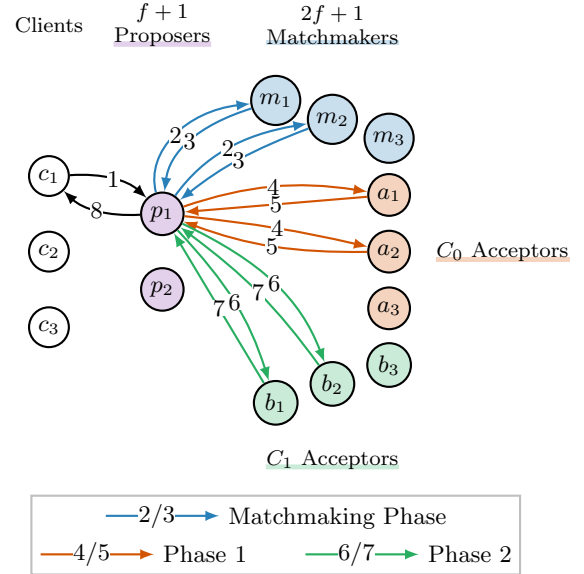 Clients
f + 1
Proposers
2f + 1
Matchmakers
m1
m2
m3
2
3
2
3
c1
1
8
p1
4
5
a1
4
5
a2
C0 Acceptors
c2
p2
a3
c3
7
6
7
6
b1
b2
b3
C1 Acceptors
2/3 Matchmaking Phase
4/5 Phase 1
6/7 Phase 2